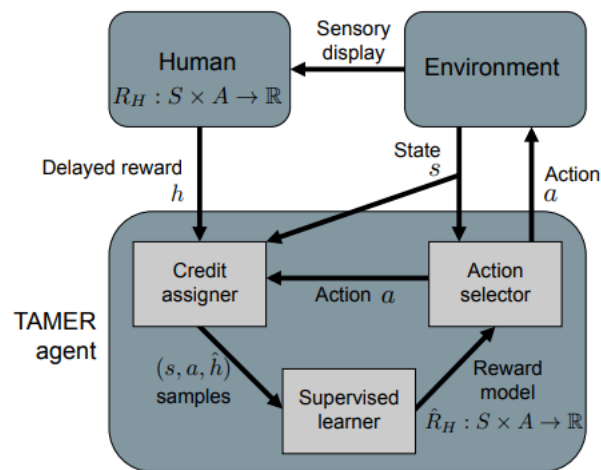 Human
R_H : S × A → ℝ
Sensory
display
Environment
Delayed reward
h
State
s
Action
a
TAMER
agent
Credit
assigner
Action a
Action
selector
(s, a, ĥ)
samples
Supervised
learner
Reward
model
R̂_H : S × A → ℝ